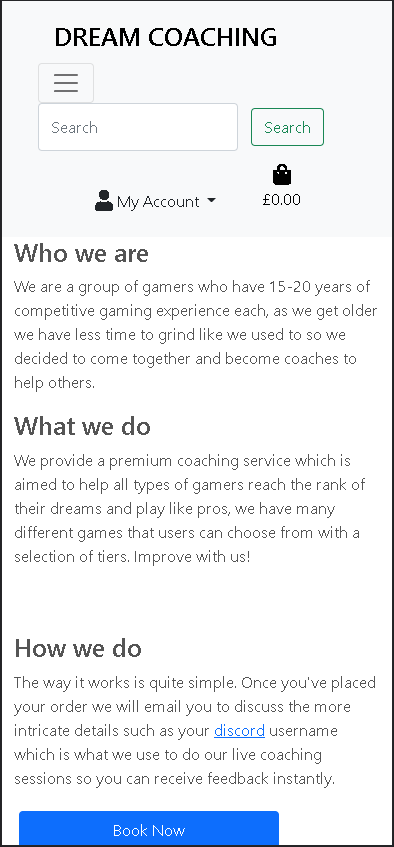 DREAM COACHING
Search
Search
My Account
£0.00
Who we are
We are a group of gamers who have 15-20 years of
competitive gaming experience each, as we get older
we have less time to grind like we used to so we
decided to come together and become coaches to
help others.
What we do
We provide a premium coaching service which is
aimed to help all types of gamers reach the rank of
their dreams and play like pros, we have many
different games that users can choose from with a
selection of tiers. Improve with us!
How we do
The way it works is quite simple. Once you've placed
your order we will email you to discuss the more
intricate details such as your discord username
which is what we use to do our live coaching
sessions so you can receive feedback instantly.
Book Now